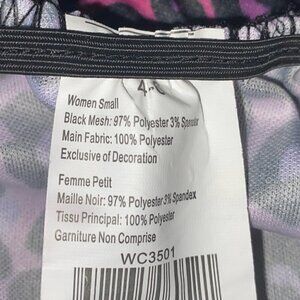 Women Small
Black Mesh: 97% Polyester 3% Spandex
Main Fabric: 100% Polyester
Exclusive of Decoration
Femme Petit
Maille Noir: 97% Polyester 3% Spandex
Tissu Principal: 100% Polyester
Garniture Non Comprise
WC3501